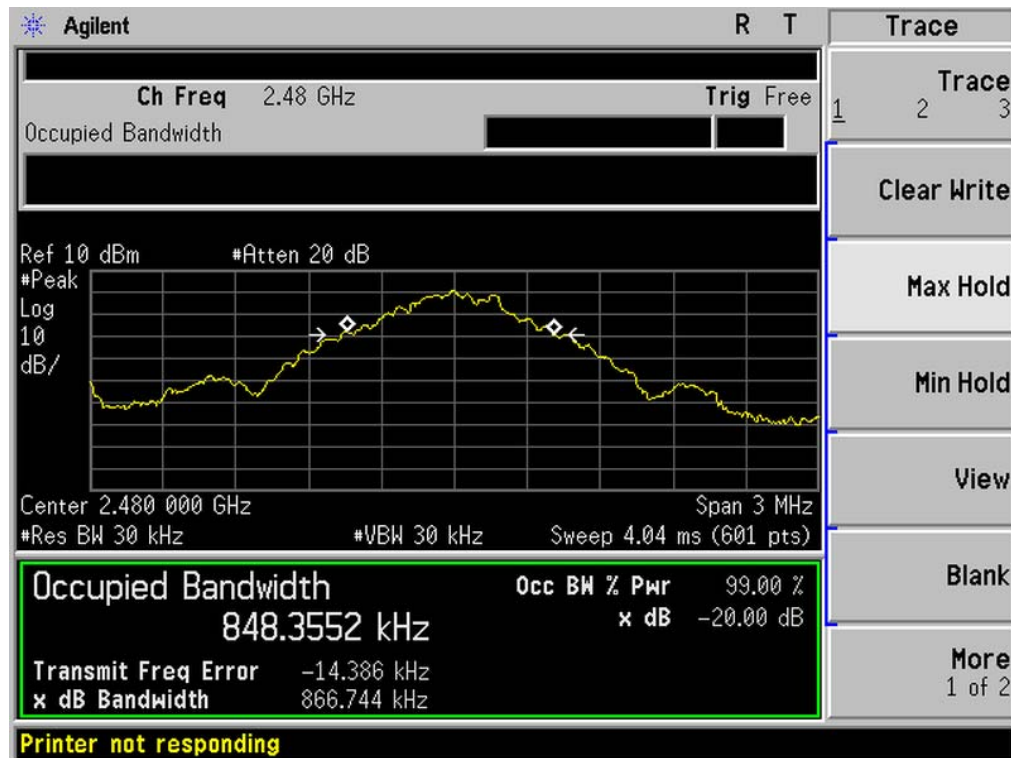 Agilent R T Trace
Ch Freq 2.48 GHz Trig Free
Occupied Bandwidth
Trace
1 2 3
Clear Write
Max Hold
Min Hold
View
Blank
More
1 of 2
Ref 10 dBm #Atten 20 dB
#Peak
Log
10
dB/
Center 2.480 000 GHz Span 3 MHz
#Res BW 30 kHz #VBW 30 kHz Sweep 4.04 ms (601 pts)
Occupied Bandwidth Occ BW % Pwr 99.00 %
848.3552 kHz x dB -20.00 dB
Transmit Freq Error -14.386 kHz
x dB Bandwidth 866.744 kHz
Printer not responding